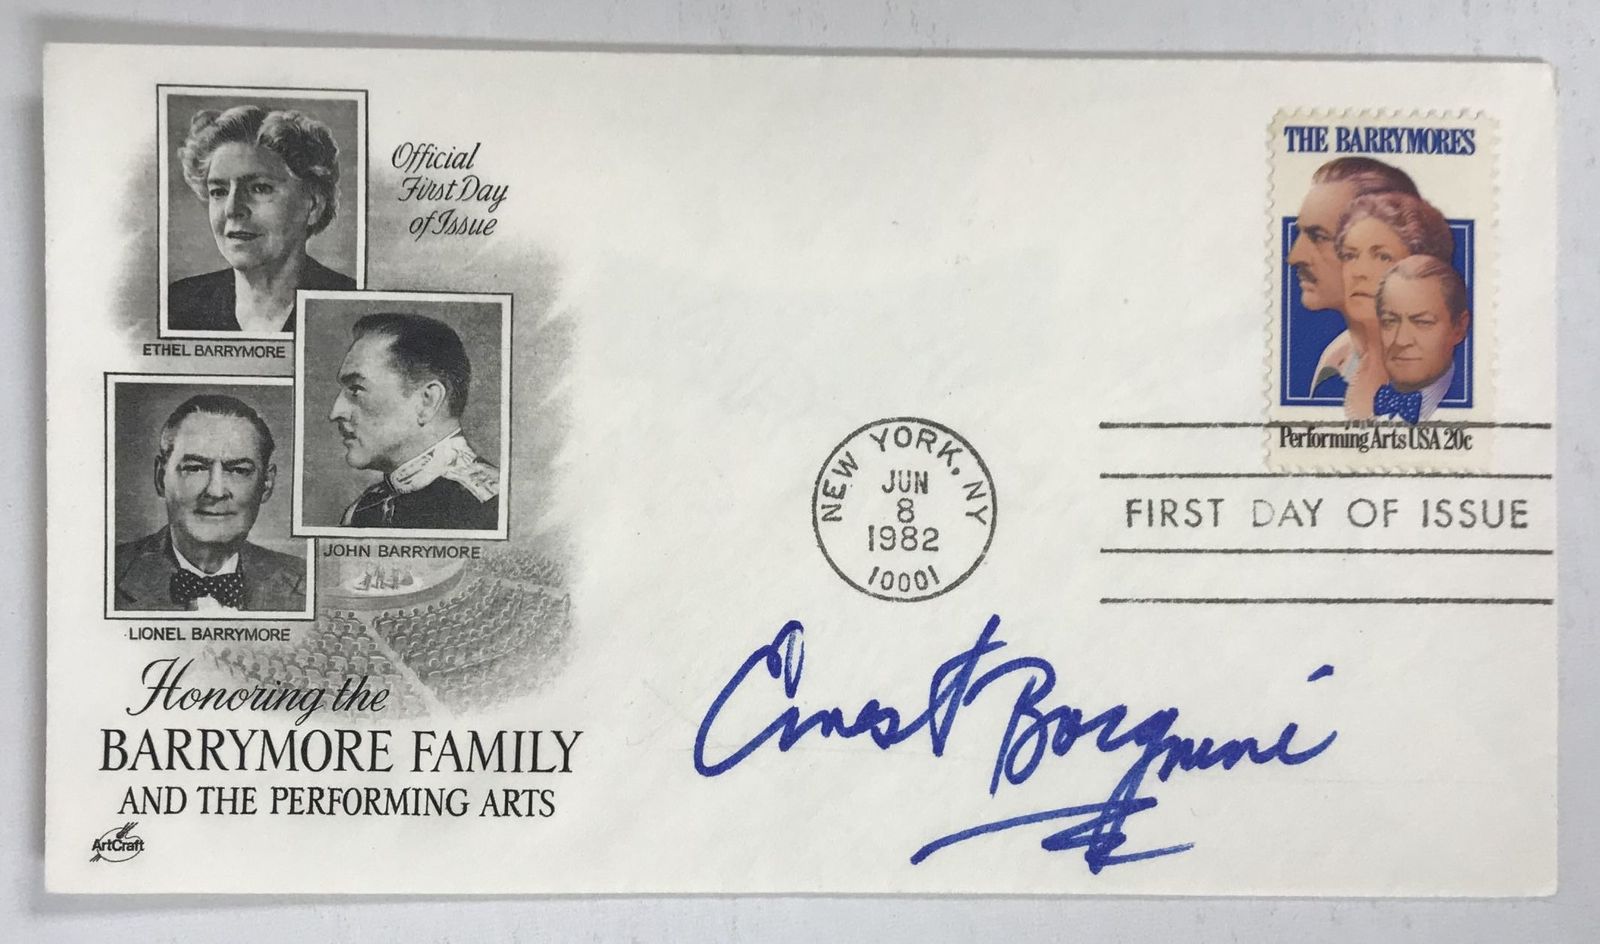 Official
First Day
of Issue
ETHEL BARRYMORE
JOHN BARRYMORE
LIONEL BARRYMORE
Honoring the
BARRYMORE FAMILY
AND THE PERFORMING ARTS
ArtCraft
THE BARRYMORES
Performing Arts USA 20c
NEW YORK, NY
JUN
8
1982
10001
FIRST DAY OF ISSUE
Ernest Borgnine